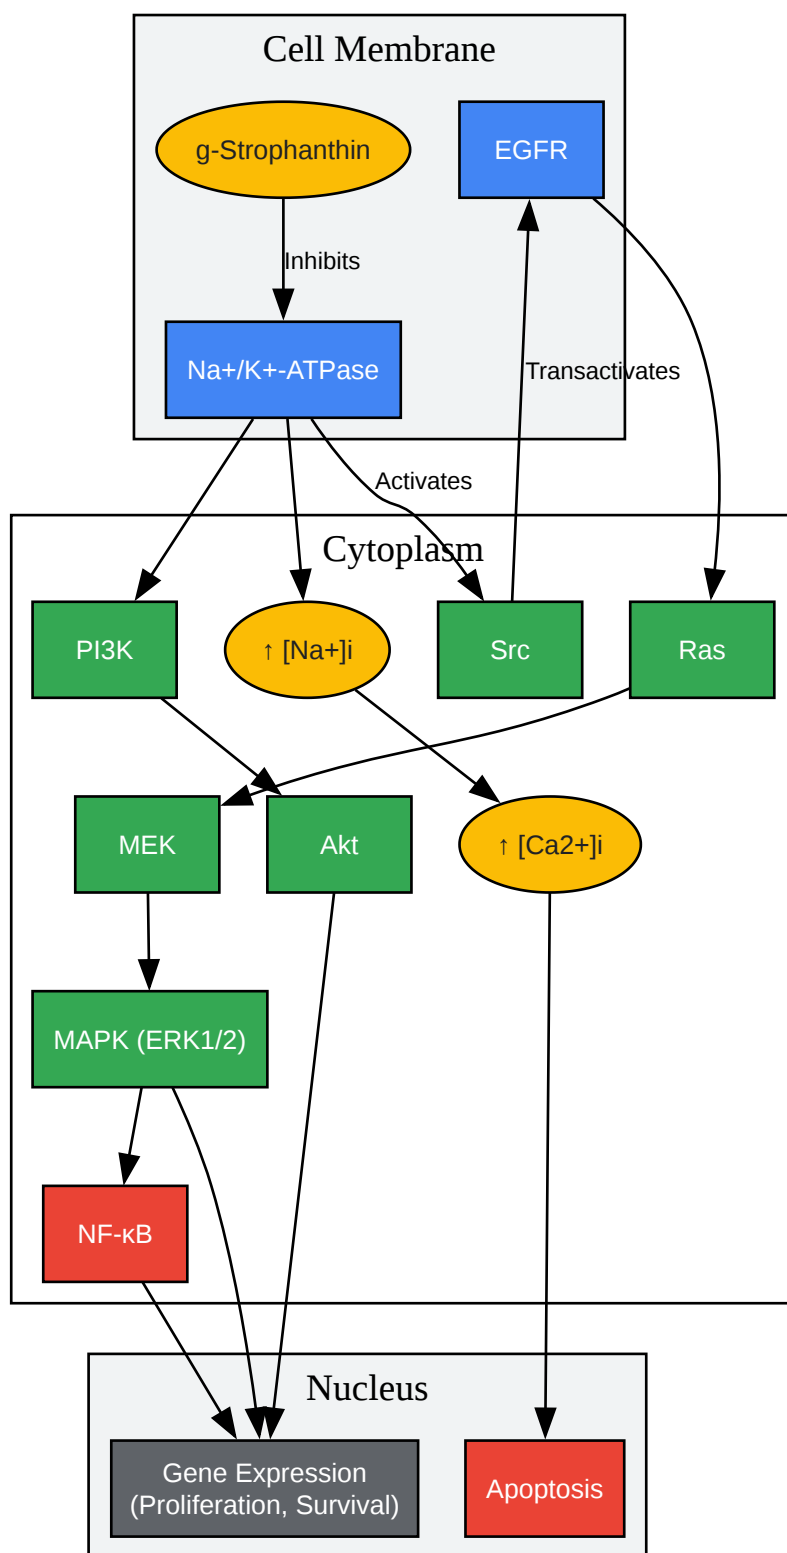 Cell Membrane
g-Strophanthin
EGFR
Inhibits
Na+/K+-ATPase
Transactivates
Activates
Cytoplasm
PI3K
↑ [Na+]i
Src
Ras
MEK
Akt
↑ [Ca2+]i
MAPK (ERK1/2)
NF-κB
Nucleus
Gene Expression
(Proliferation, Survival)
Apoptosis